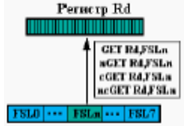 Регистр Rd
GET Rd,FSLn
nGET Rd,FSLn
cGET Rd,FSLn
ncGET Rd,FSLn
FSL0 ••• FSLn ••• FSL7